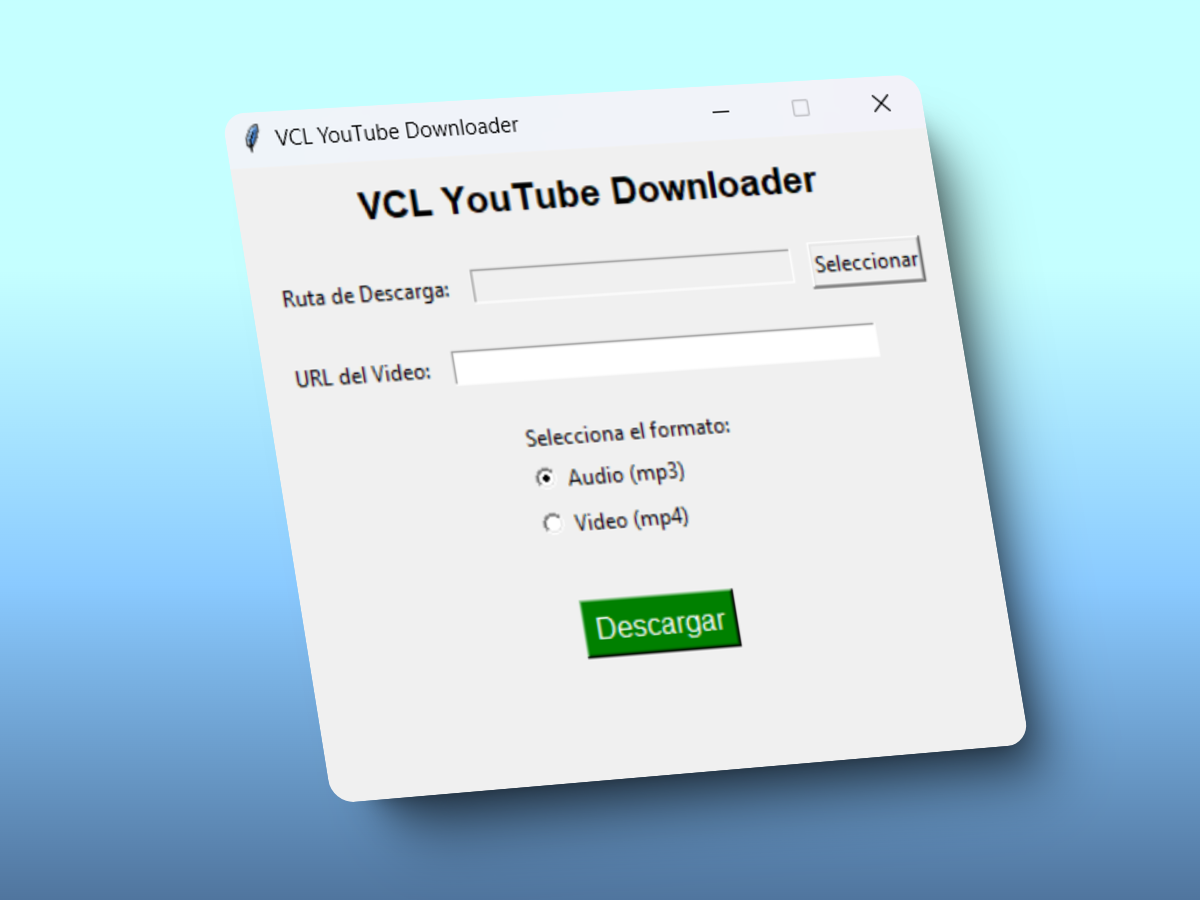 VCL YouTube Downloader
VCL YouTube Downloader
Ruta de Descarga:
Seleccionar
URL del Video:
Selecciona el formato:
Audio (mp3)
Video (mp4)
Descargar